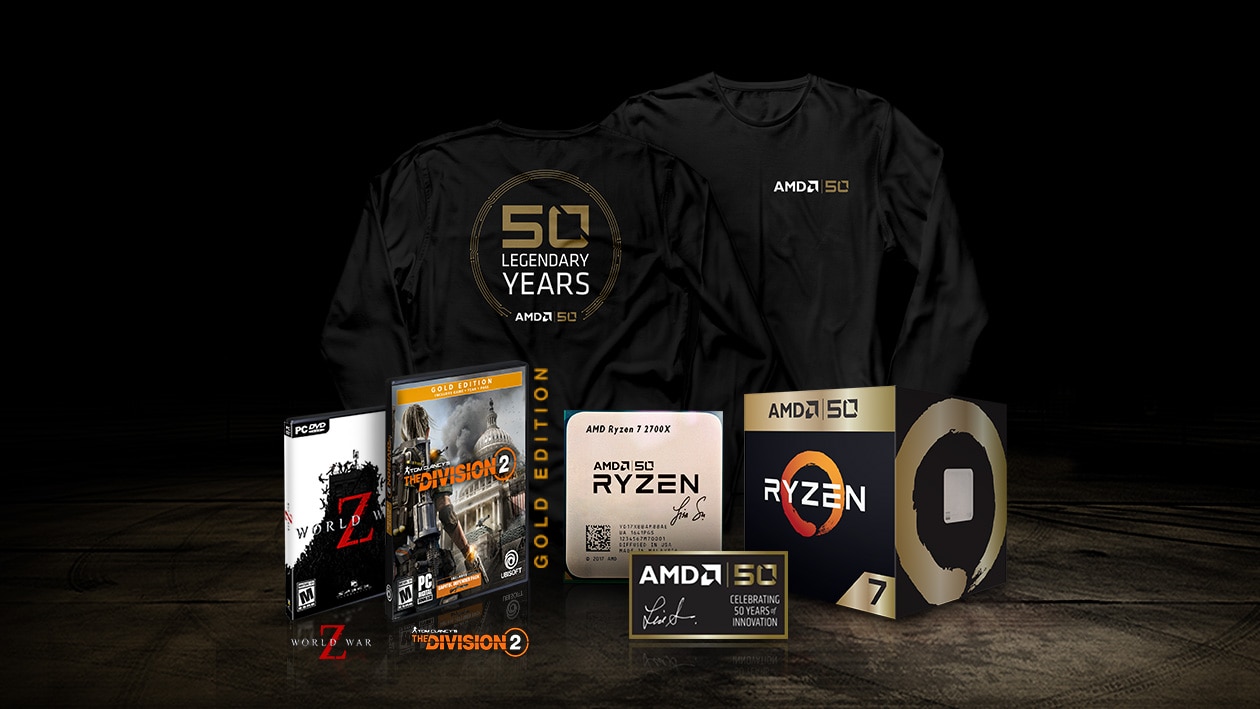 AMD 50
50
LEGENDARY
YEARS
AMD 50
AMD 50
RYZEN
7
PC DVD
WORLD WAR
Z
M
GOLD EDITION
TOM CLANCY'S
THE DIVISION 2
M
PC
DIGITAL
UBISOFT
GOLD EDITION
AMD Ryzen 7 2700X
AMD 50
RYZEN
DIFFUSED IN USA
MADE IN MALAYSIA
© 2017 AMD
AMD 50
CELEBRATING
50 YEARS of
INNOVATION
WORLD WAR
Z
TOM CLANCY'S
THE DIVISION 2